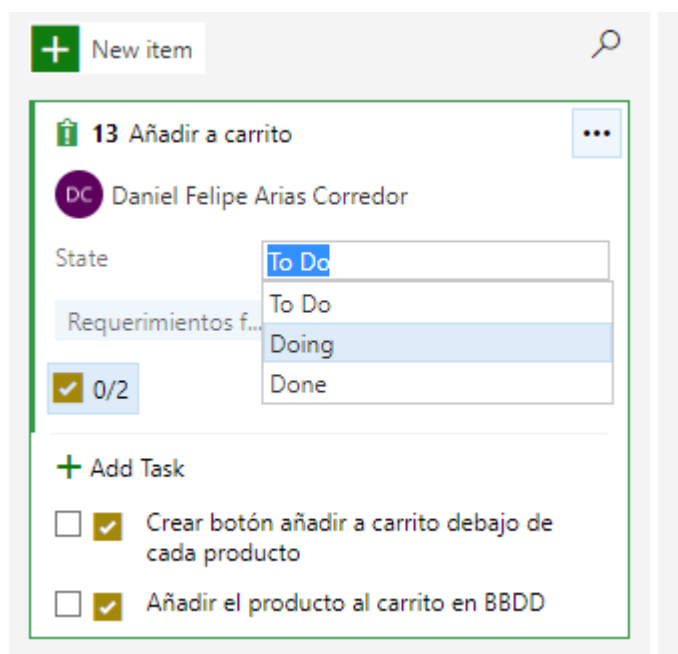 New item
13 Añadir a carrito
DC Daniel Felipe Arias Corredor
State To Do
To Do
Requerimientos f...
Doing
0/2
Done
Add Task
Crear botón añadir a carrito debajo de
cada producto
Añadir el producto al carrito en BBDD